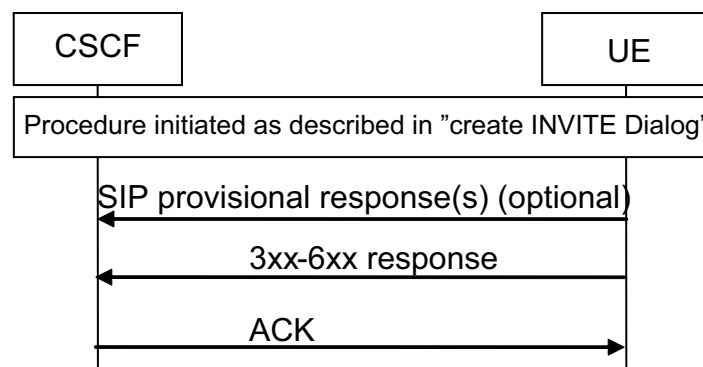 CSCF
UE
Procedure initiated as described in ”create INVITE Dialog”
SIP provisional response(s) (optional)
3xx-6xx response
ACK